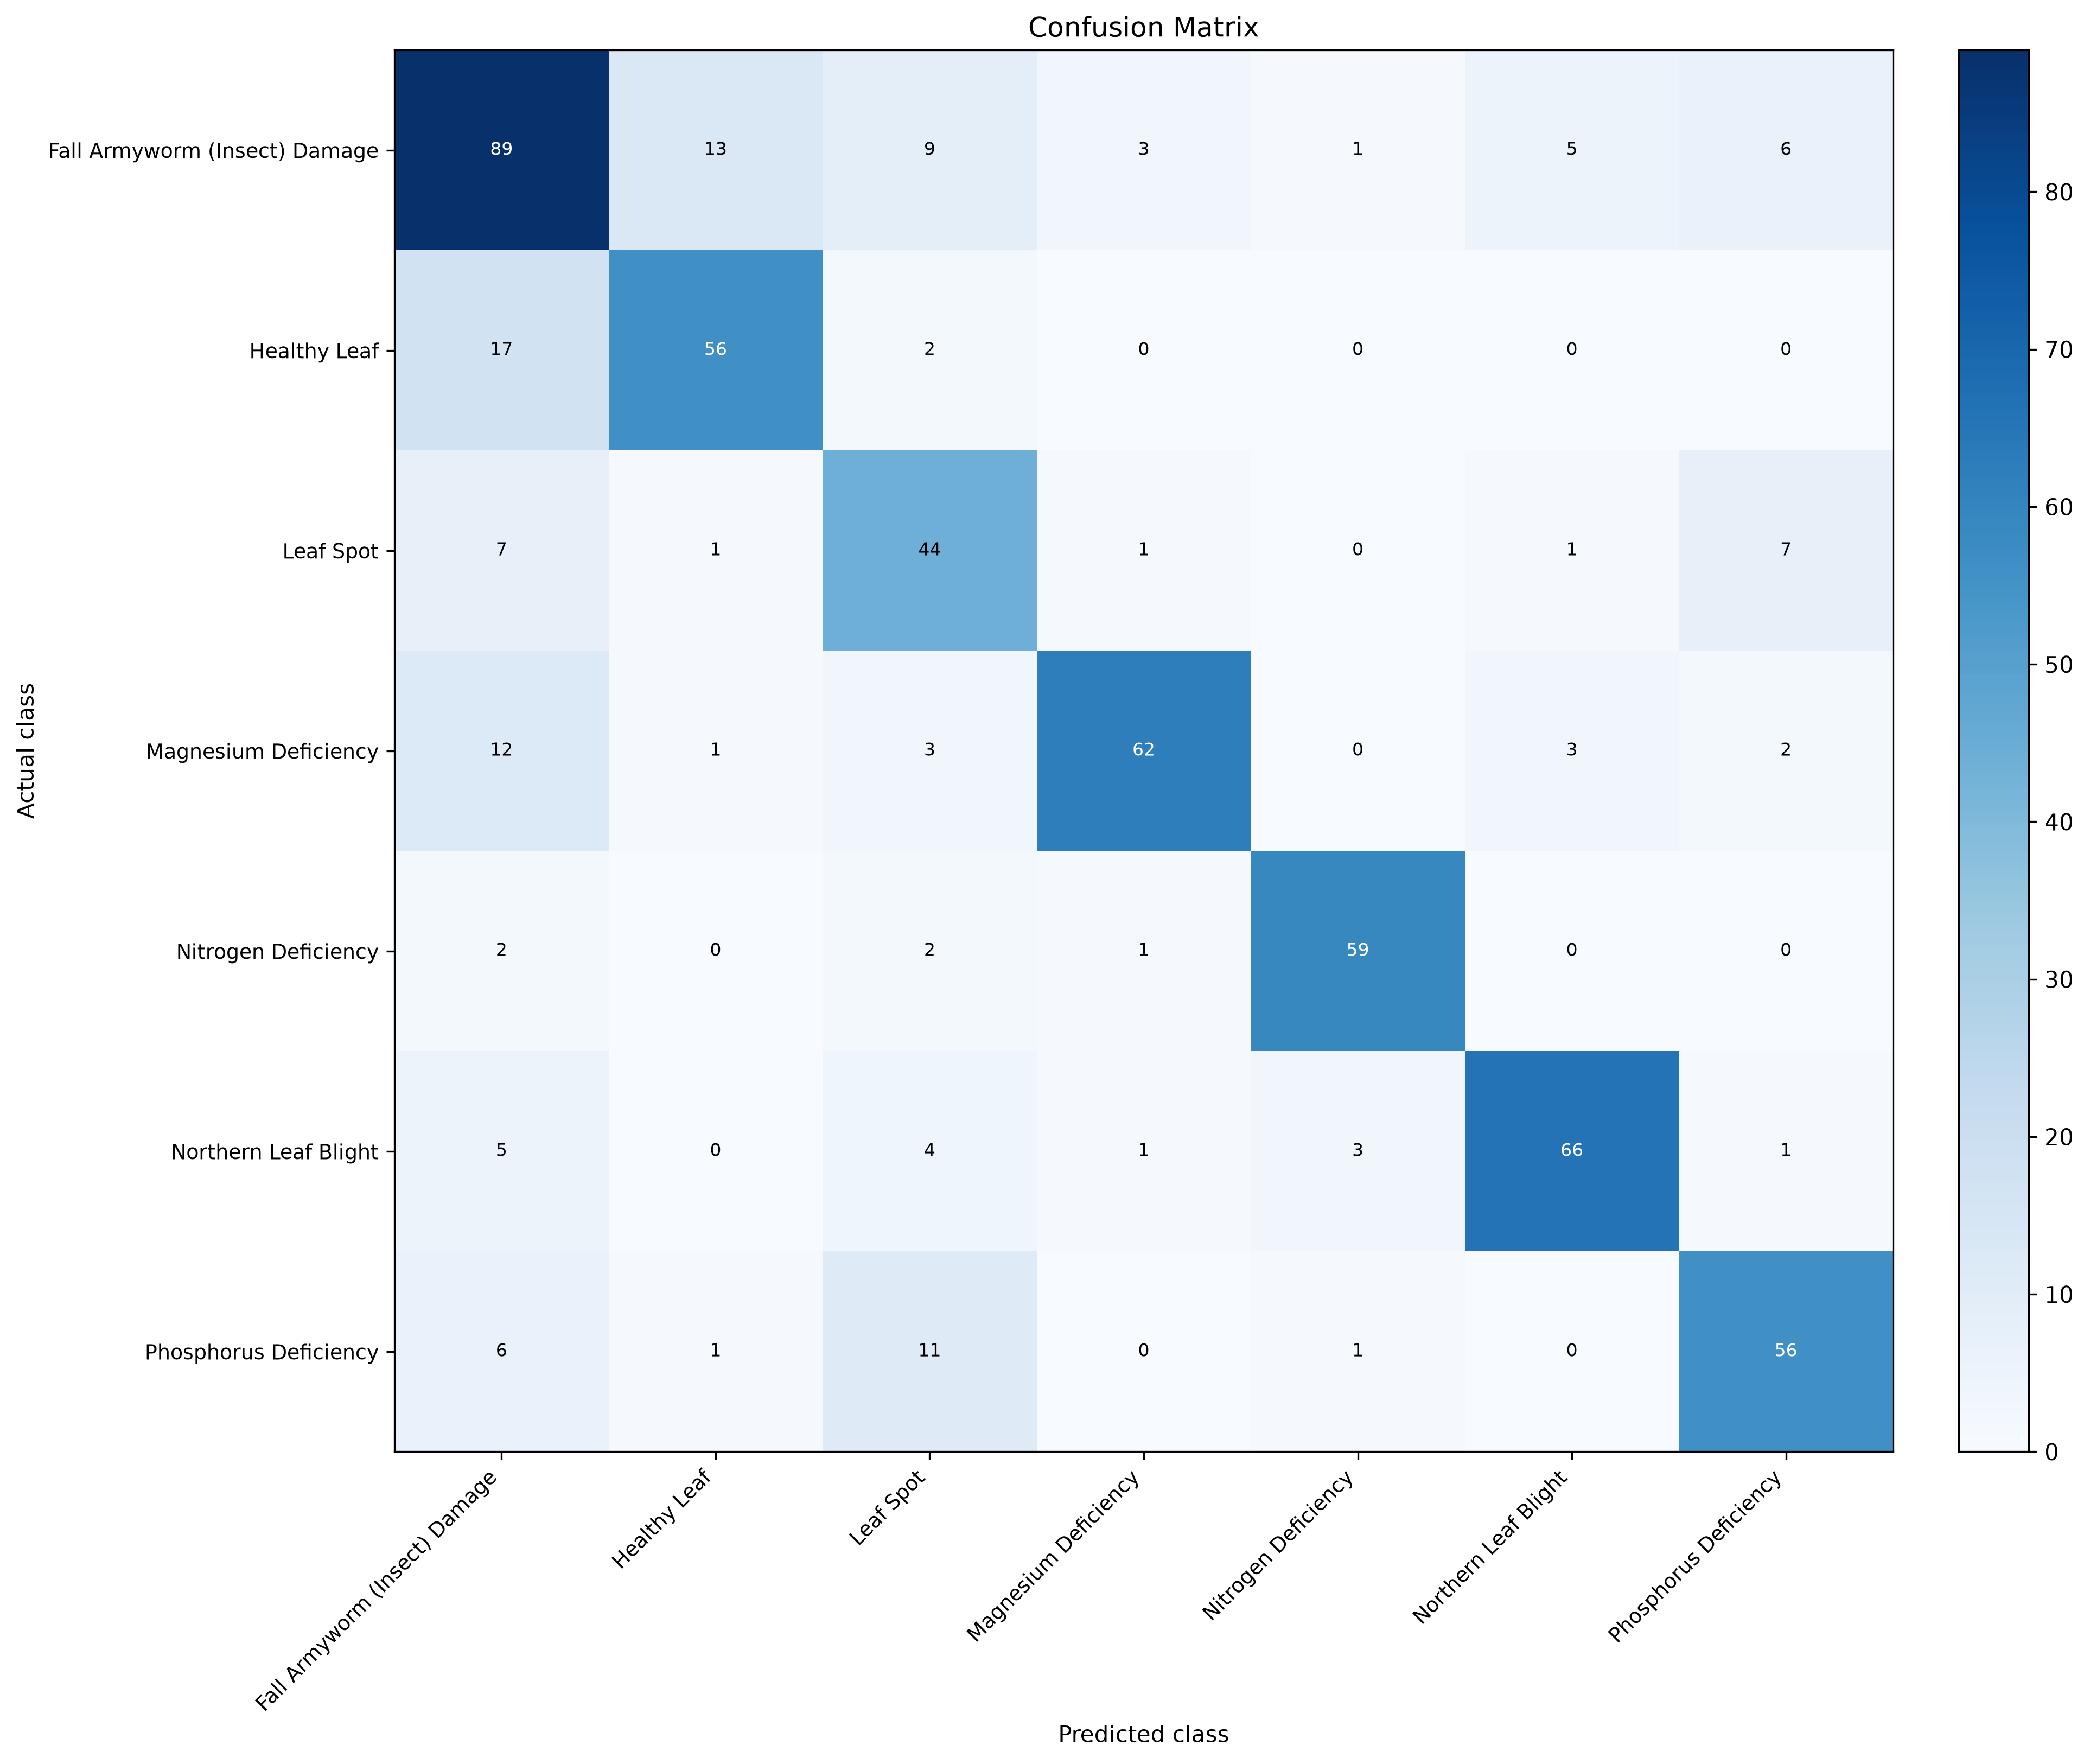 Confusion Matrix
Fall Armyworm (Insect) Damage 89 13 9 3 1 5 6
Healthy Leaf 17 56 2 0 0 0 0
Leaf Spot 7 1 44 1 0 1 7
Magnesium Deficiency 12 1 3 62 0 3 2
Nitrogen Deficiency 2 0 2 1 59 0 0
Northern Leaf Blight 5 0 4 1 3 66 1
Phosphorus Deficiency 6 1 11 0 1 0 56
Actual class
Fall Armyworm (Insect) Damage
Healthy Leaf
Leaf Spot
Magnesium Deficiency
Nitrogen Deficiency
Northern Leaf Blight
Phosphorus Deficiency
Predicted class
80
70
60
50
40
30
20
10
0